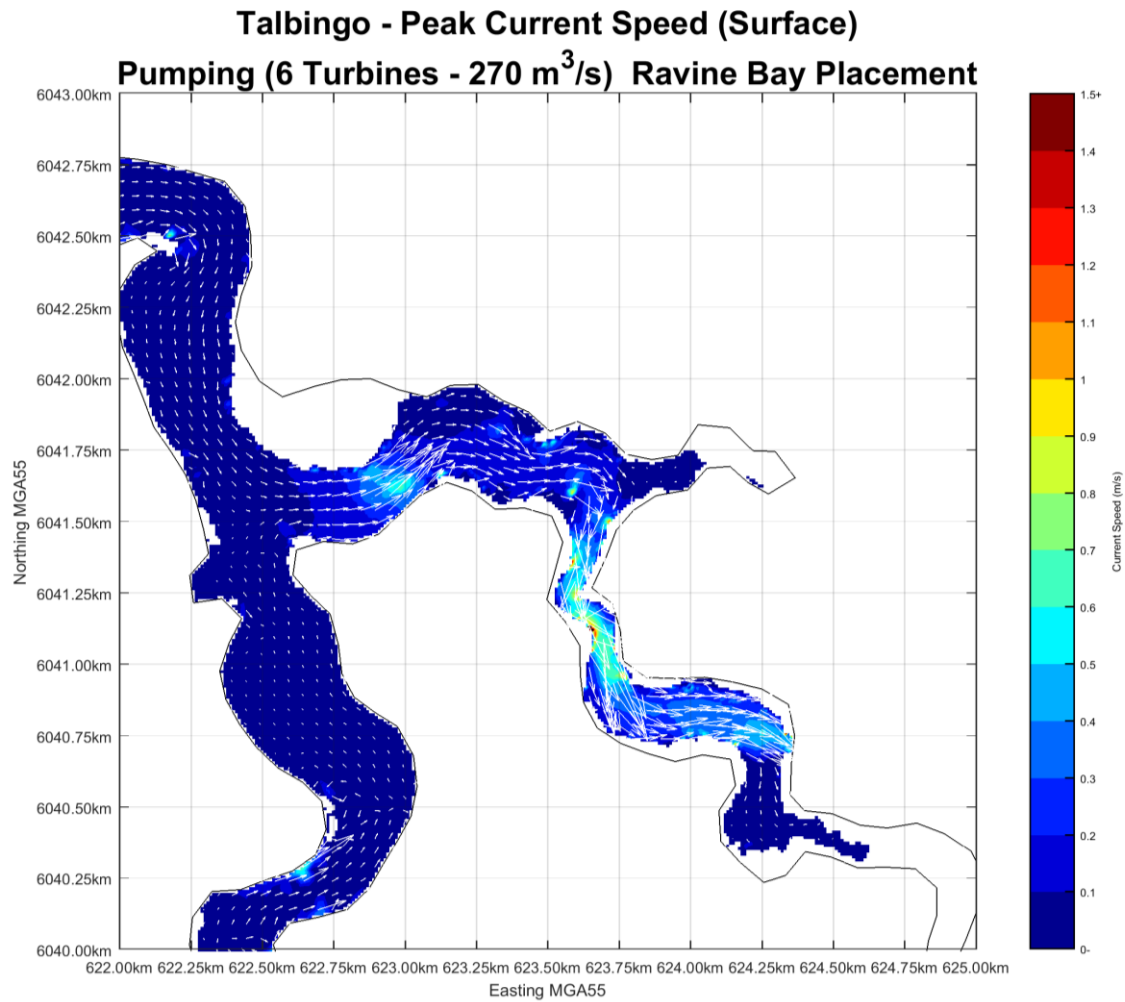 Talbingo - Peak Current Speed (Surface)
Pumping (6 Turbines - 270 m³/s) Ravine Bay Placement
6043.00km
6042.75km
6042.50km
6042.25km
6042.00km
6041.75km
6041.50km
6041.25km
6041.00km
6040.75km
6040.50km
6040.25km
6040.00km
Northing MGA55
622.00km 622.25km 622.50km 622.75km 623.00km 623.25km 623.50km 623.75km 624.00km 624.25km 624.50km 624.75km 625.00km
Easting MGA55
1.5+
1.4
1.3
1.2
1.1
1
0.9
0.8
0.7
0.6
0.5
0.4
0.3
0.2
0.1
0-
Current Speed (m/s)